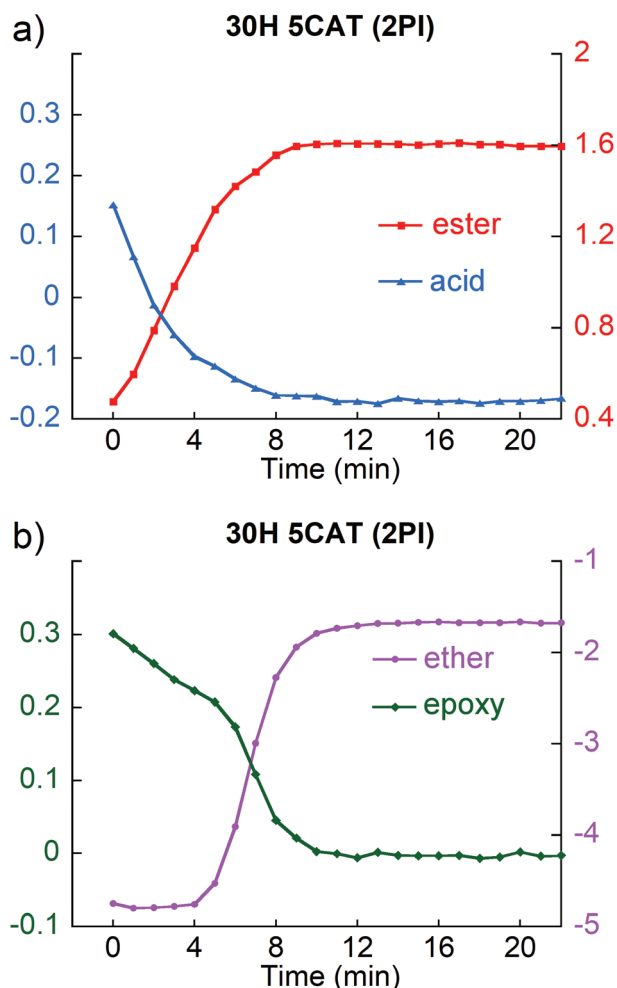 a)
30H 5CAT (2PI)
2
0.3
1.6
0.2
0.1
ester
1.2
0
acid
0.8
-0.1
-0.2
0.4
0 4 8 12 16 20
Time (min)
b)
30H 5CAT (2PI)
-1
0.3
-2
ether
0.2
epoxy
-3
0.1
-4
0
-0.1
-5
0 4 8 12 16 20
Time (min)